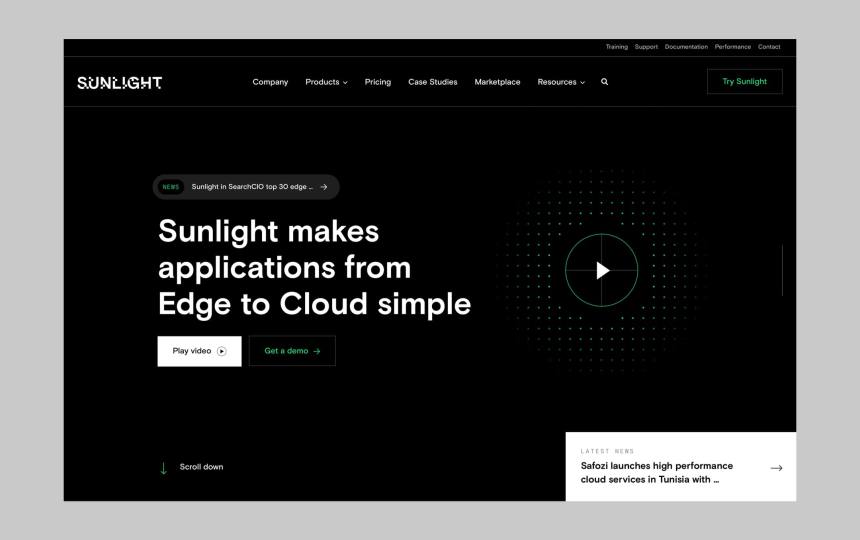 Training Support Documentation Performance Contact
SUNLIGHT Company Products Pricing Case Studies Marketplace Resources Try Sunlight
NEWS Sunlight in SearchCIO top 30 edge ...
Sunlight makes
applications from
Edge to Cloud simple
Play video Get a demo
Scroll down
LATEST NEWS
Safozi launches high performance
cloud services in Tunisia with ...